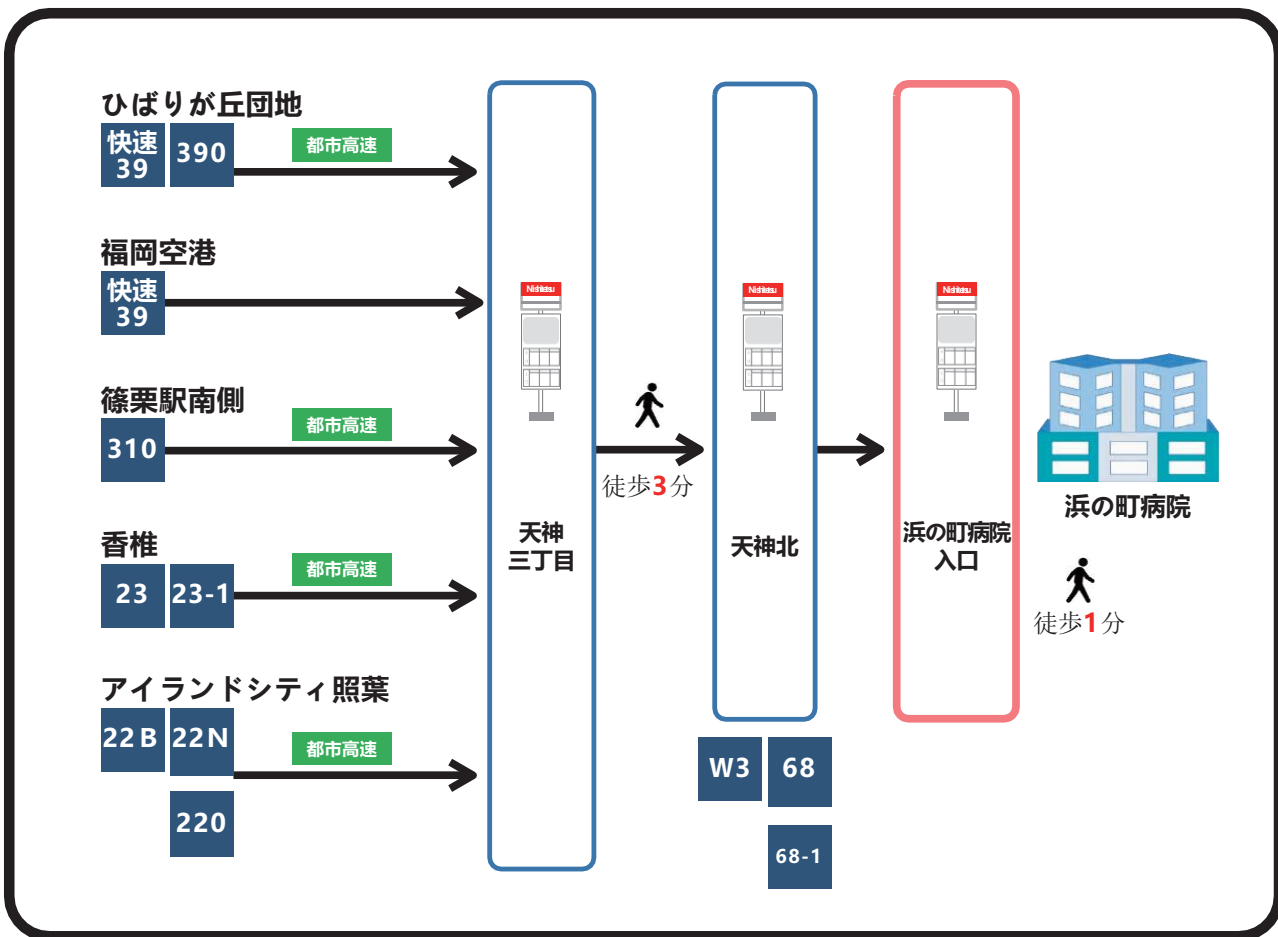 ひばりが丘団地
快速
39
390
都市高速
福岡空港
快速
39
篠栗駅南側
310
都市高速
香椎
23
23-1
都市高速
アイランドシティ照葉
22B
22N
都市高速
220
Nishitetsu
天神
三丁目
徒歩3分
Nishitetsu
天神北
W3
68
68-1
Nishitetsu
浜の町病院
入口
浜の町病院
徒歩1分